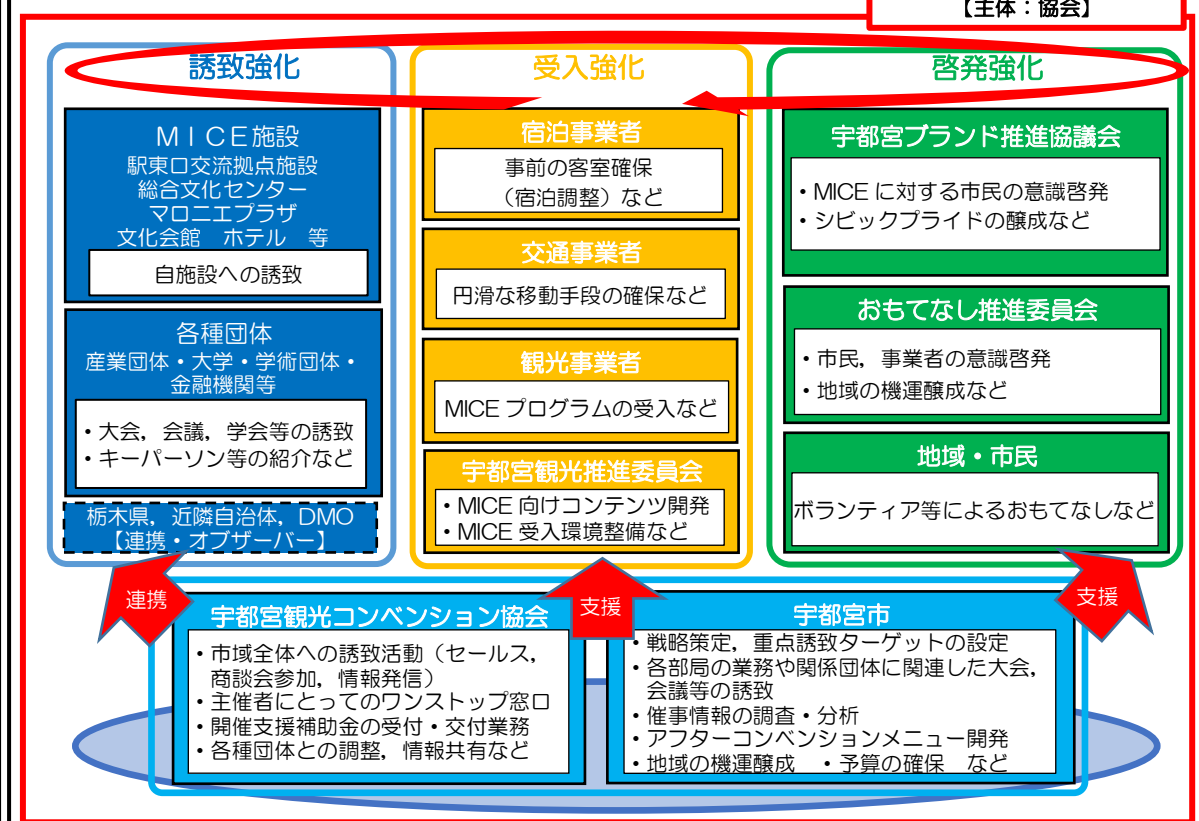 【主体：協会】
誘致強化
ＭＩＣＥ施設
駅東口交流拠点施設
総合文化センター
マロニエプラザ
文化会館　ホテル　等
自施設への誘致
各種団体
産業団体・大学・学術団体・
金融機関等
・大会，会議，学会等の誘致
・キーパーソン等の紹介など
栃木県，近隣自治体，DMO
【連携・オブザーバー】
受入強化
宿泊事業者
事前の客室確保
（宿泊調整）など
交通事業者
円滑な移動手段の確保など
観光事業者
MICE プログラムの受入など
宇都宮観光推進委員会
・MICE 向けコンテンツ開発
・MICE 受入環境整備など
啓発強化
宇都宮ブランド推進協議会
・MICE に対する市民の意識啓発
・シビックプライドの醸成など
おもてなし推進委員会
・市民，事業者の意識啓発
・地域の機運醸成など
地域・市民
ボランティア等によるおもてなしなど
連携
支援
支援
宇都宮観光コンベンション協会
・市域全体への誘致活動（セールス，
商談会参加，情報発信）
・主催者にとってのワンストップ窓口
・開催支援補助金の受付・交付業務
・各種団体との調整，情報共有など
宇都宮市
・戦略策定，重点誘致ターゲットの設定
・各部局の業務や関係団体に関連した大会，
会議等の誘致
・催事情報の調査・分析
・アフターコンベンションメニュー開発
・地域の機運醸成　・予算の確保　など